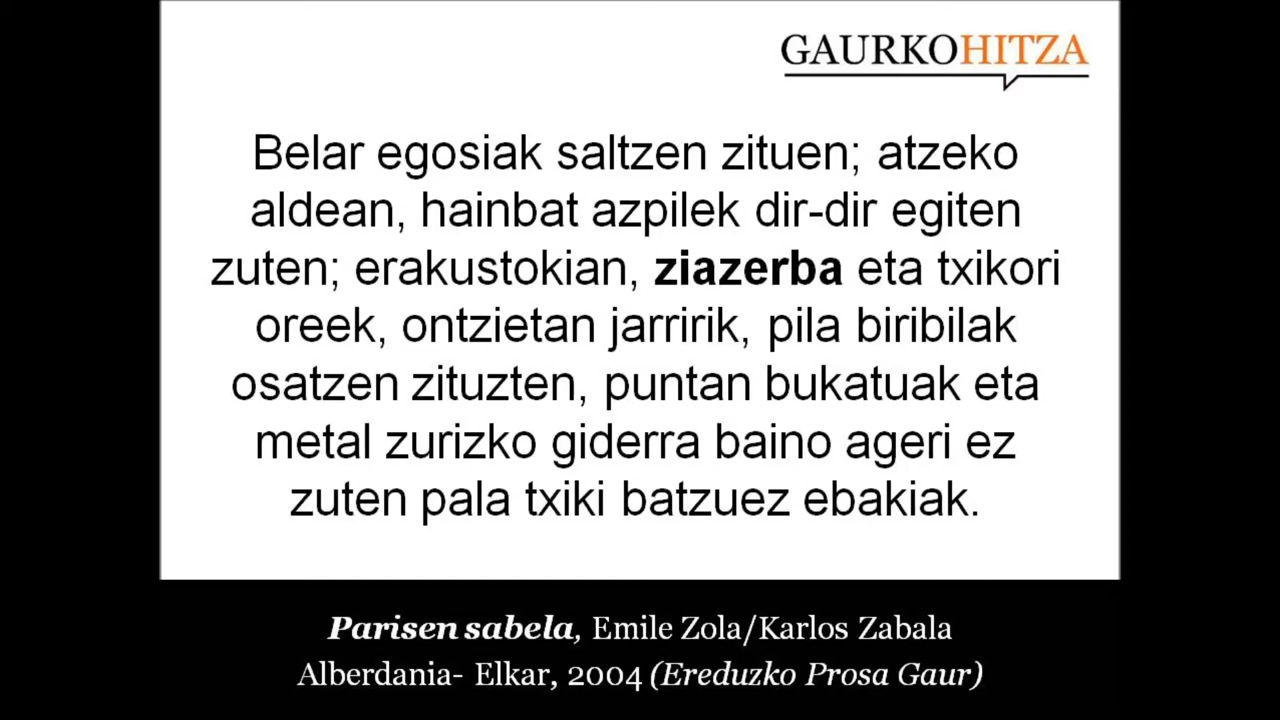 GAURKOHITZA
Belar egosiak saltzen zituen; atzeko
aldean, hainbat azpilek dir-dir egiten
zuten; erakustokian, ziazerba eta txikori
oreek, ontzietan jarririk, pila biribilak
osatzen zituzten, puntan bukatuak eta
metal zurizko giderra baino ageri ez
zuten pala txiki batzuez ebakiak.
Parisen sabela, Emile Zola/Karlos Zabala
Alberdania- Elkar, 2004 (Ereduzko Prosa Gaur)